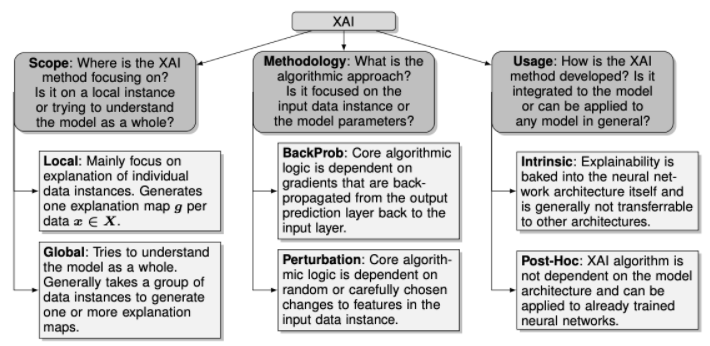 XAI
Scope: Where is the XAI
method focusing on?
Is it on a local instance
or trying to understand
the model as a whole?
Local: Mainly focus on
explanation of individual
data instances. Generates
one explanation map g per
data x ∈ X.
Global: Tries to understand
the model as a whole.
Generally takes a group of
data instances to generate
one or more explanation
maps.
Methodology: What is the
algorithmic approach?
Is it focused on the
input data instance or
the model parameters?
BackProb: Core algorithmic
logic is dependent on
gradients that are back-
propagated from the output
prediction layer back to the
input layer.
Perturbation: Core algorith-
mic logic is dependent on
random or carefully chosen
changes to features in the
input data instance.
Usage: How is the XAI
method developed? Is it
integrated to the model
or can be applied to
any model in general?
Intrinsic: Explainability is
baked into the neural net-
work architecture itself and
is generally not transferrable
to other architectures.
Post-Hoc: XAI algorithm is
not dependent on the model
architecture and can be
applied to already trained
neural networks.